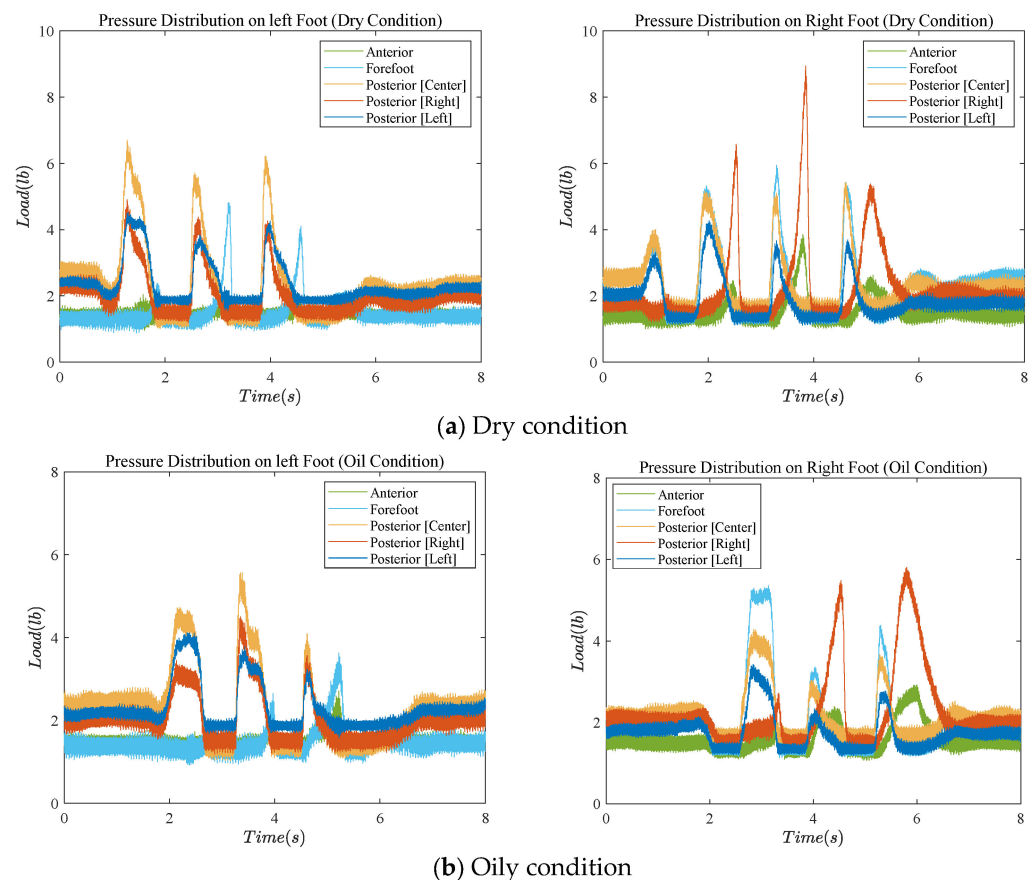 Pressure Distribution on left Foot (Dry Condition)
10
8
6
4
2
0
Load(lb)
Anterior
Forefoot
Posterior [Center]
Posterior [Right]
Posterior [Left]
0 2 4 6 8
Time(s)
Pressure Distribution on Right Foot (Dry Condition)
10
8
6
4
2
0
Load(lb)
Anterior
Forefoot
Posterior [Center]
Posterior [Right]
Posterior [Left]
0 2 4 6 8
Time(s)
(a) Dry condition
Pressure Distribution on left Foot (Oil Condition)
8
6
4
2
0
Load(lb)
Anterior
Forefoot
Posterior [Center]
Posterior [Right]
Posterior [Left]
0 2 4 6 8
Time(s)
Pressure Distribution on Right Foot (Oil Condition)
8
6
4
2
0
Load(lb)
Anterior
Forefoot
Posterior [Center]
Posterior [Right]
Posterior [Left]
0 2 4 6 8
Time(s)
(b) Oily condition